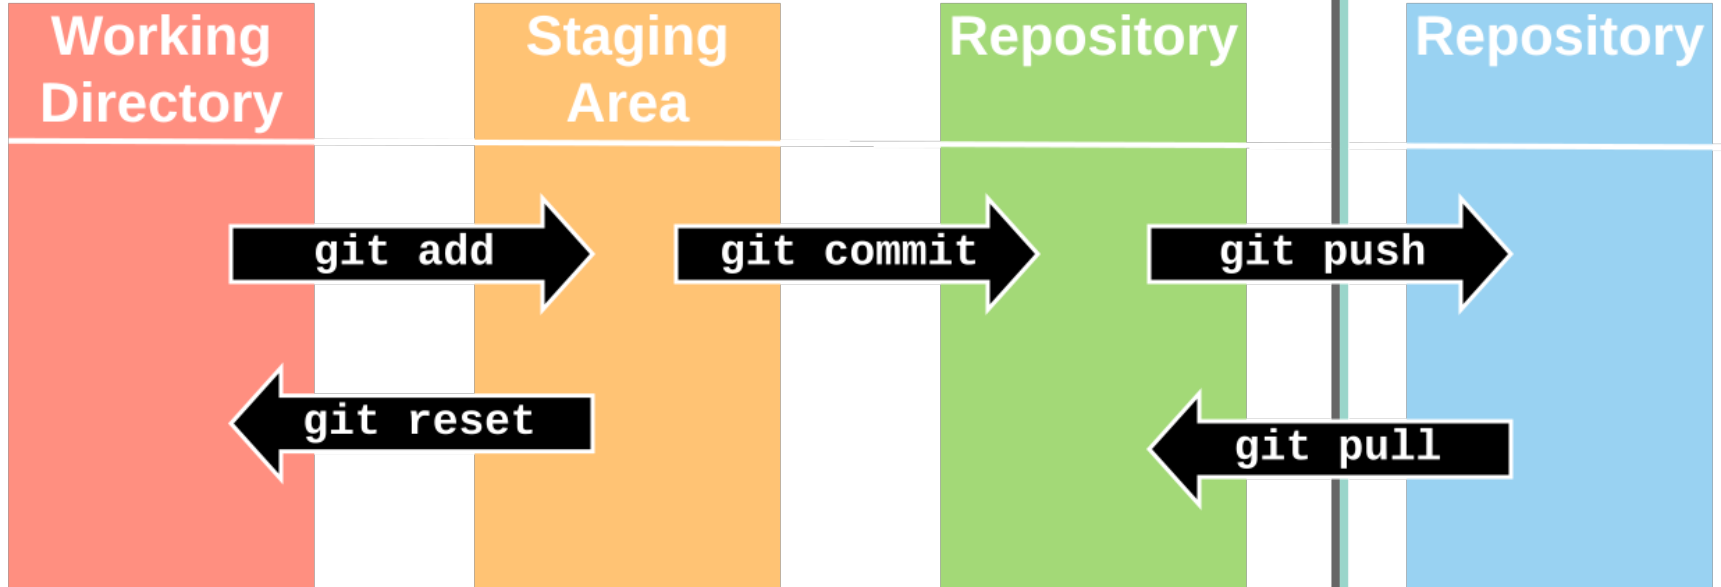 Working
Directory
Staging
Area
Repository
Repository
git add
git commit
git push
git reset
git pull